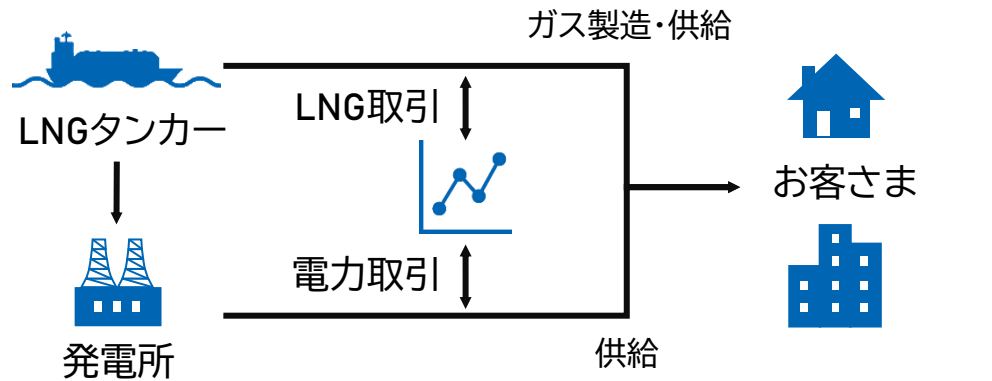 ガス製造・供給
LNG取引
LNGタンカー
お客さま
電力取引
供給
発電所